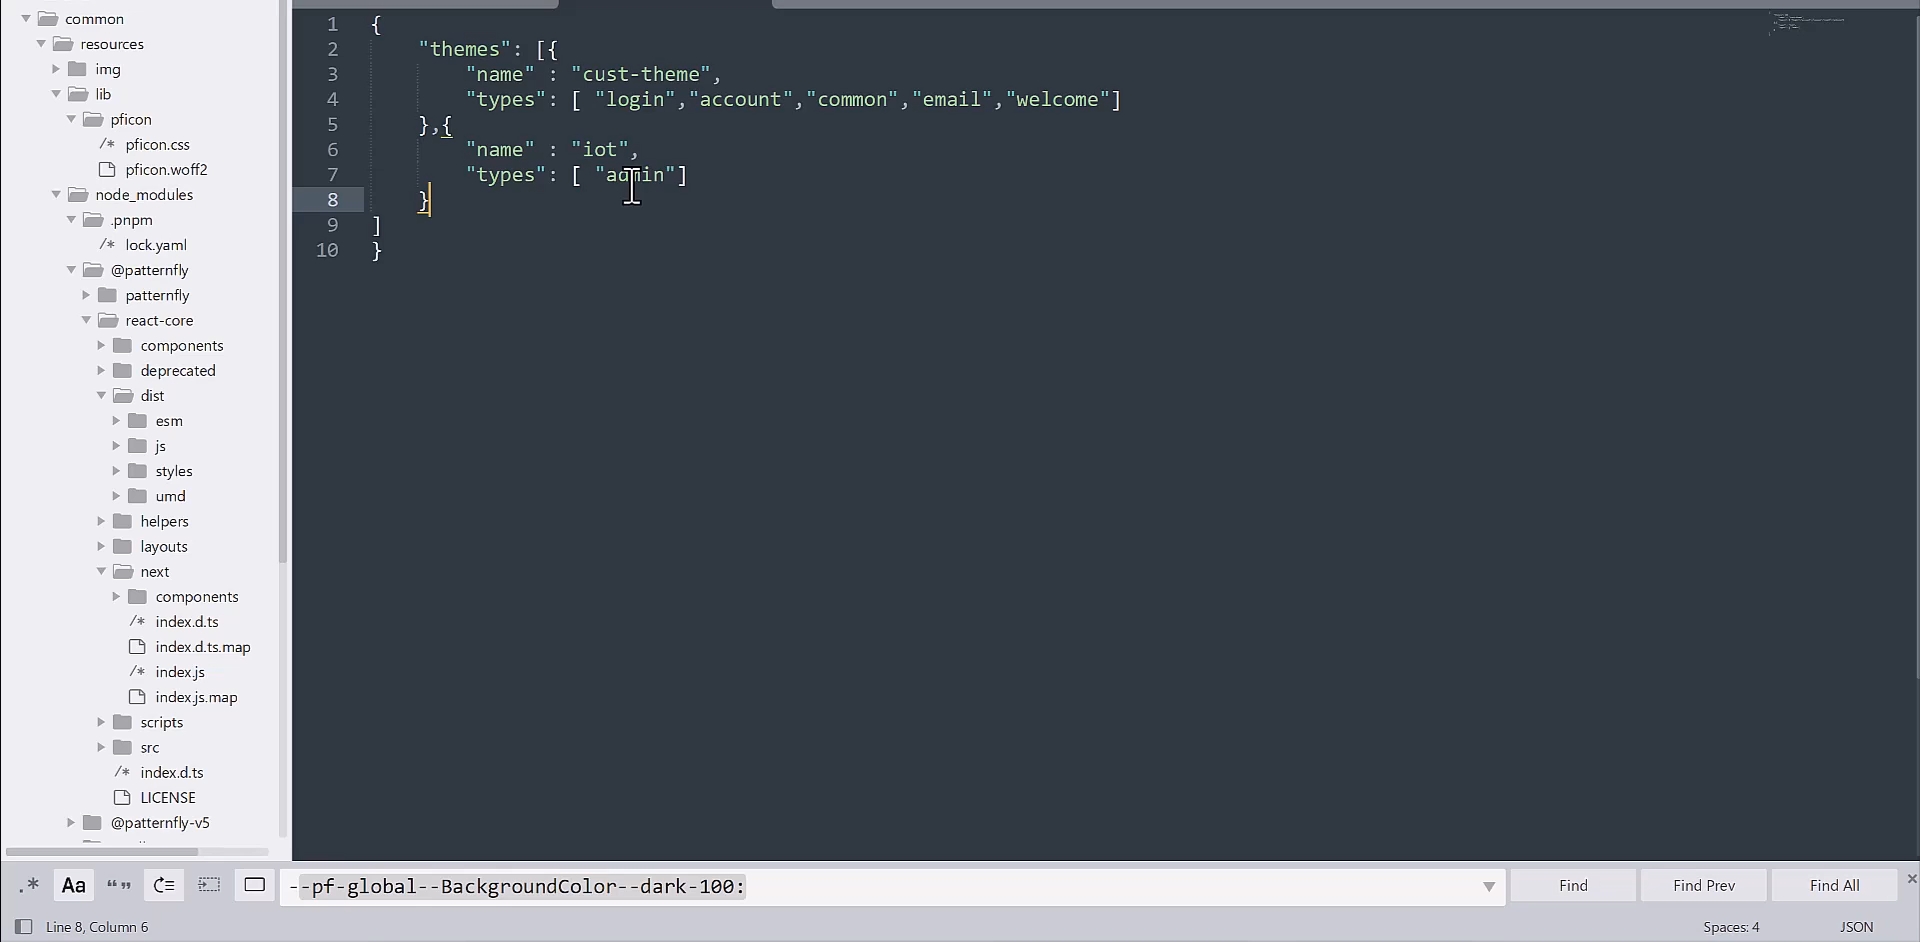 common
resources
img
lib
pficon
/* pficon.css
pficon.woff2
node_modules
.pnpm
/* lock.yaml
@patternfly
patternfly
react-core
components
deprecated
dist
esm
js
styles
umd
helpers
layouts
next
components
/* index.d.ts
index.d.ts.map
/* index.js
index.js.map
scripts
src
/* index.d.ts
LICENSE
@patternfly-v5
1 {
2 "themes": [{
3 "name" : "cust-theme",
4 "types": [ "login","account","common","email","welcome"]
5 },{
6 "name" : "iot",
7 "types": [ "admin"]
8 }
9 ]
10 }
.* Aa “” --pf-global--BackgroundColor--dark-100: Find Find Prev Find All
Line 8, Column 6 Spaces: 4 JSON